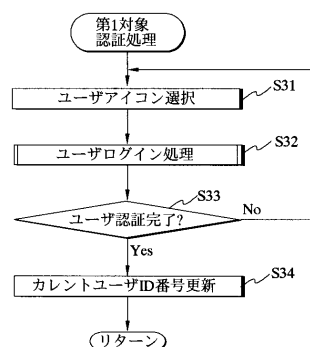 第1対象
認証処理
ユーザアイコン選択
S31
ユーザログイン処理
S32
S33
ユーザ認証完了?
No
Yes
カレントユーザID番号更新
S34
リターン